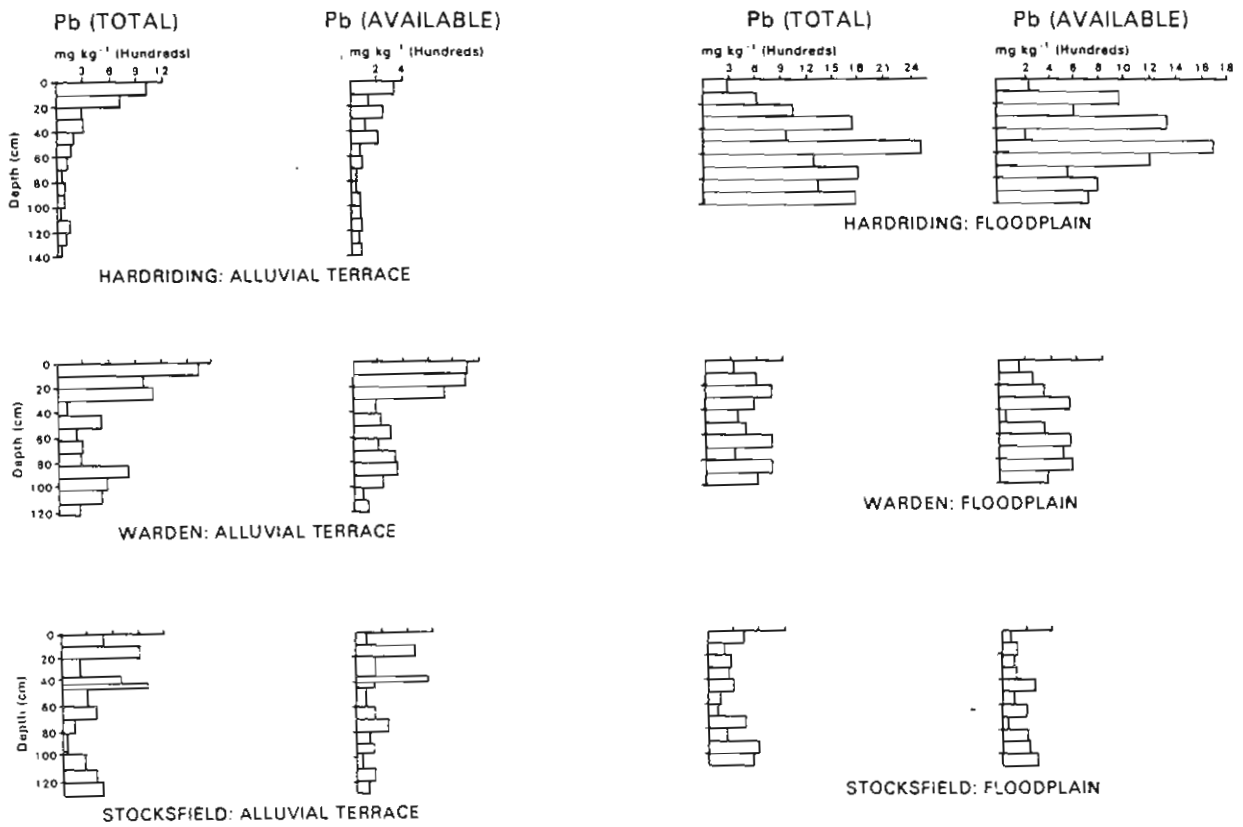 Pb (TOTAL) Pb (AVAILABLE) Pb (TOTAL) Pb (AVAILABLE)
mg kg⁻¹ (Hundreds) mg kg⁻¹ (Hundreds) mg kg⁻¹ (Hundreds) mg kg⁻¹ (Hundreds)
3 6 9 12 2 4 3 6 9 12 15 18 21 24 2 4 6 8 10 12 14 16 18
0
20
40
60
80
100
120
140
Depth (cm)
HARDRIDING: ALLUVIAL TERRACE
HARDRIDING: FLOODPLAIN
0
20
40
60
80
100
120
Depth (cm)
WARDEN: ALLUVIAL TERRACE
WARDEN: FLOODPLAIN
0
20
40
60
80
100
120
Depth (cm)
STOCKSFIELD: ALLUVIAL TERRACE
STOCKSFIELD: FLOODPLAIN